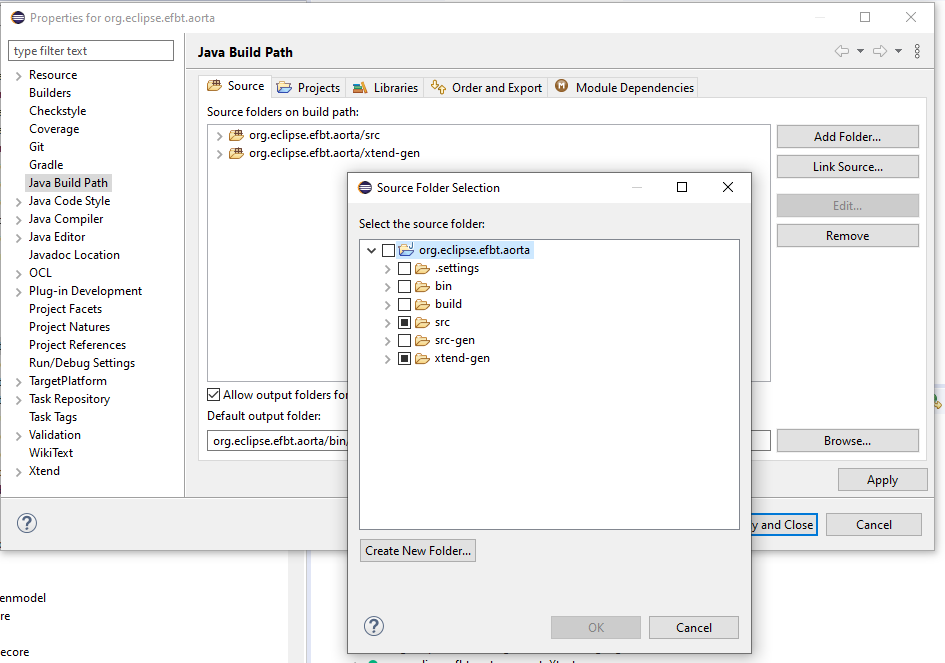 Properties for org.eclipse.efbt.aorta
type filter text
Java Build Path
Resource
Builders
Checkstyle
Coverage
Git
Gradle
Java Build Path
Java Code Style
Java Compiler
Java Editor
Javadoc Location
OCL
Plug-in Development
Project Facets
Project Natures
Project References
Run/Debug Settings
TargetPlatform
Task Repository
Task Tags
Validation
WikiText
Xtend
Source
Projects
Libraries
Order and Export
Module Dependencies
Source folders on build path:
org.eclipse.efbt.aorta/src
org.eclipse.efbt.aorta/xtend-gen
Add Folder...
Link Source...
Edit...
Remove
Allow output folders for
Default output folder:
org.eclipse.efbt.aorta/bin/
Browse...
Apply
y and Close
Cancel
Source Folder Selection
Select the source folder:
org.eclipse.efbt.aorta
.settings
bin
build
src
src-gen
xtend-gen
Create New Folder...
OK
Cancel
enmodel
re
ecore